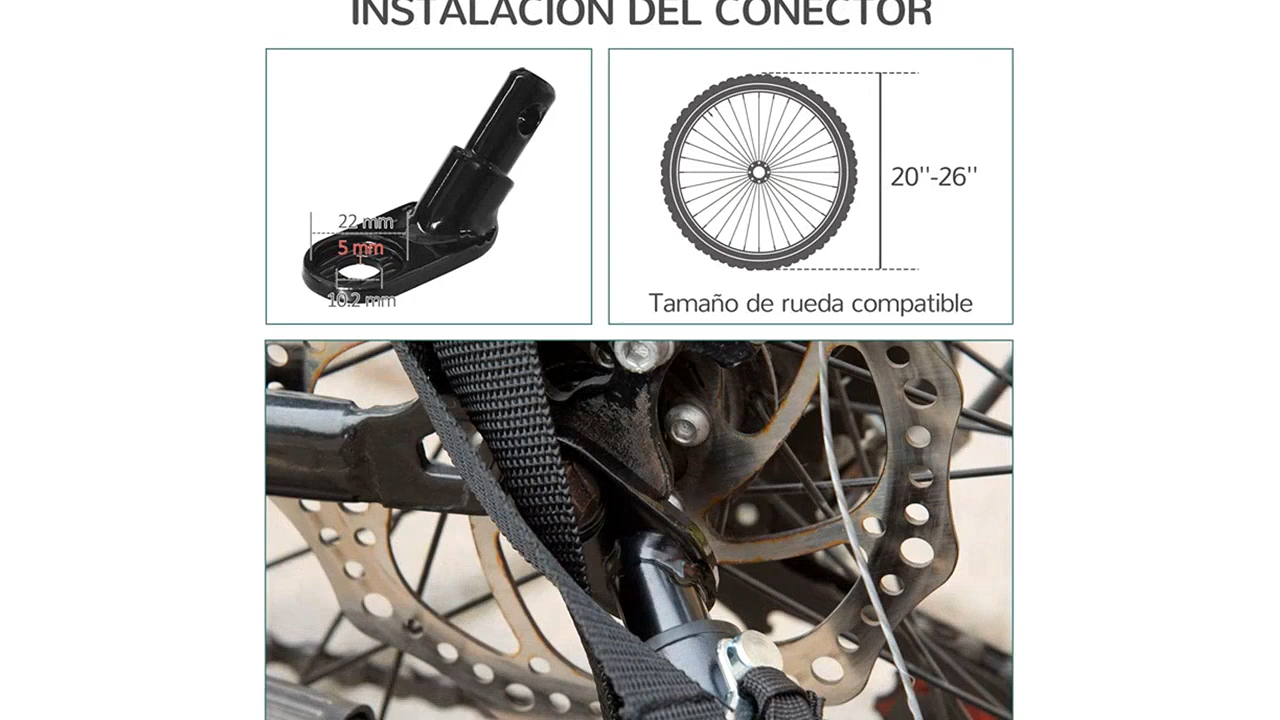 INSTALACIÓN DEL CONECTOR
22 mm
5 mm
10.2 mm
20''-26''
Tamaño de rueda compatible